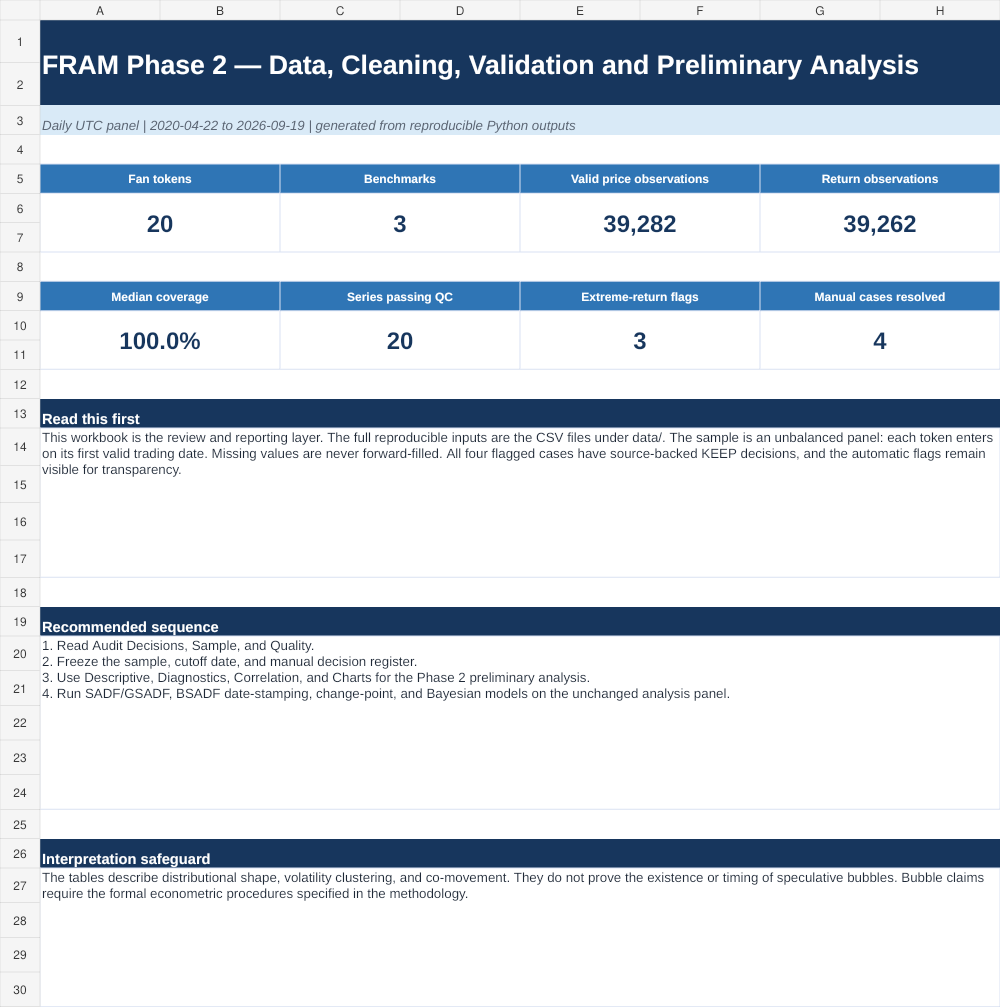 A B C D E F G H
1
2
FRAM Phase 2 — Data, Cleaning, Validation and Preliminary Analysis
3 Daily UTC panel | 2020-04-22 to 2026-09-19 | generated from reproducible Python outputs
4
5 Fan tokens Benchmarks Valid price observations Return observations
6
7
20 3 39,282 39,262
8
9 Median coverage Series passing QC Extreme-return flags Manual cases resolved
10
11
100.0% 20 3 4
12
13 Read this first
14 This workbook is the review and reporting layer. The full reproducible inputs are the CSV files under data/. The sample is an unbalanced panel: each token enters
on its first valid trading date. Missing values are never forward-filled. All four flagged cases have source-backed KEEP decisions, and the automatic flags remain
15 visible for transparency.
16
17
18
19 Recommended sequence
20 1. Read Audit Decisions, Sample, and Quality.
2. Freeze the sample, cutoff date, and manual decision register.
21 3. Use Descriptive, Diagnostics, Correlation, and Charts for the Phase 2 preliminary analysis.
4. Run SADF/GSADF, BSADF date-stamping, change-point, and Bayesian models on the unchanged analysis panel.
22
23
24
25
26 Interpretation safeguard
27 The tables describe distributional shape, volatility clustering, and co-movement. They do not prove the existence or timing of speculative bubbles. Bubble claims
require the formal econometric procedures specified in the methodology.
28
29
30